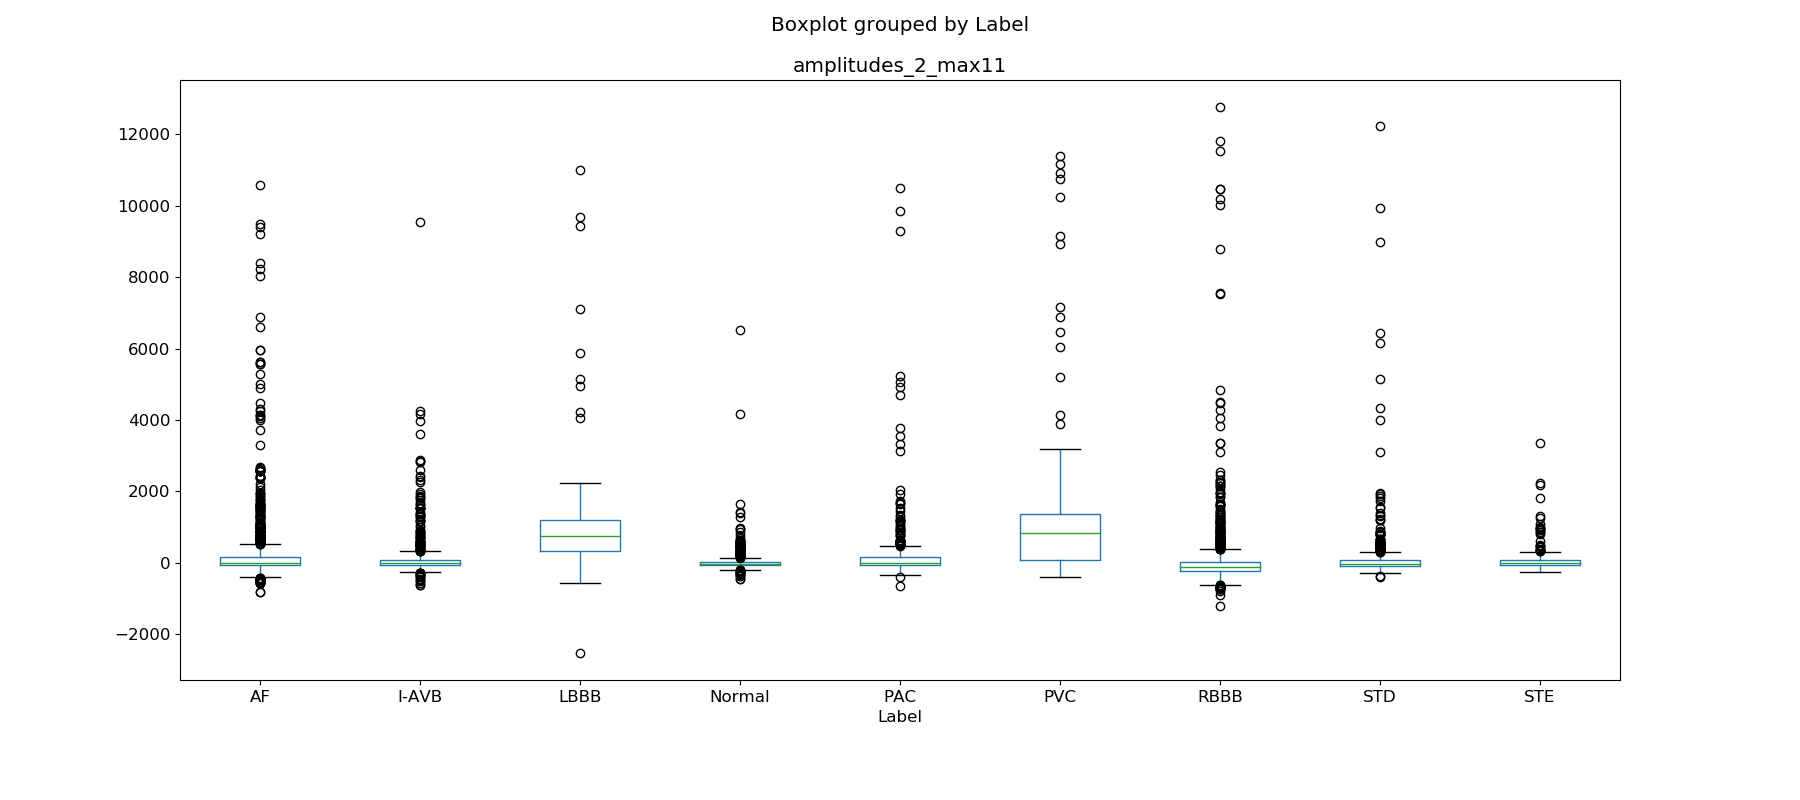 Boxplot grouped by Label
amplitudes_2_max11
12000
10000
8000
6000
4000
2000
0
−2000
AF I-AVB LBBB Normal PAC PVC RBBB STD STE
Label